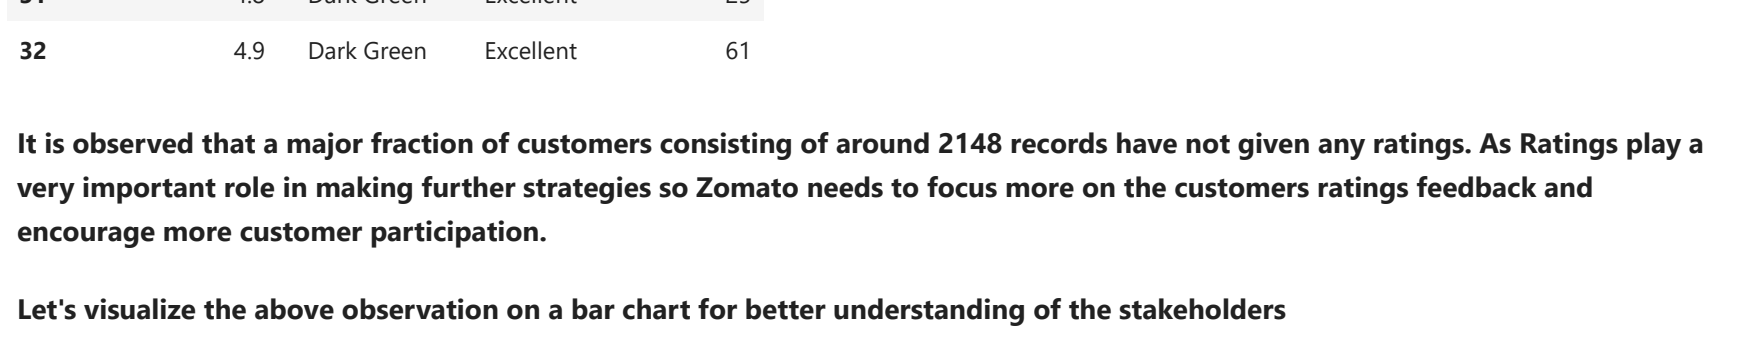 32 4.9 Dark Green Excellent 61
It is observed that a major fraction of customers consisting of around 2148 records have not given any ratings. As Ratings play a
very important role in making further strategies so Zomato needs to focus more on the customers ratings feedback and
encourage more customer participation.
Let's visualize the above observation on a bar chart for better understanding of the stakeholders